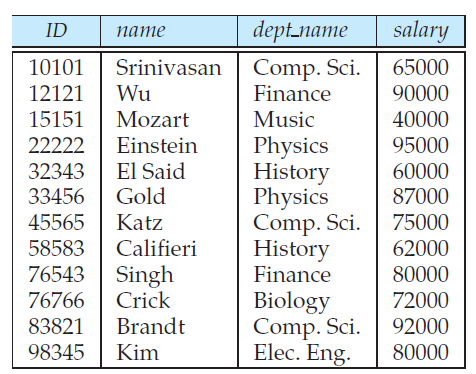 ID name dept_name salary
10101 Srinivasan Comp. Sci. 65000
12121 Wu Finance 90000
15151 Mozart Music 40000
22222 Einstein Physics 95000
32343 El Said History 60000
33456 Gold Physics 87000
45565 Katz Comp. Sci. 75000
58583 Califieri History 62000
76543 Singh Finance 80000
76766 Crick Biology 72000
83821 Brandt Comp. Sci. 92000
98345 Kim Elec. Eng. 80000